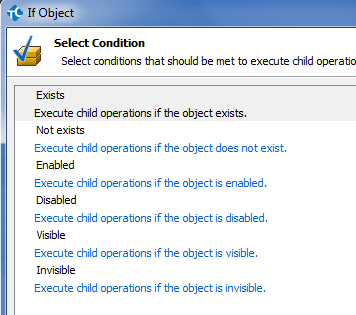 If Object
Select Condition
Select conditions that should be met to execute child
Exists
Execute child operations if the object exists.
Not exists
Execute child operations if the object does not exist.
Enabled
Execute child operations if the object is enabled.
Disabled
Execute child operations if the object is disabled.
Visible
Execute child operations if the object is visible.
Invisible
Execute child operations if the object is invisible.